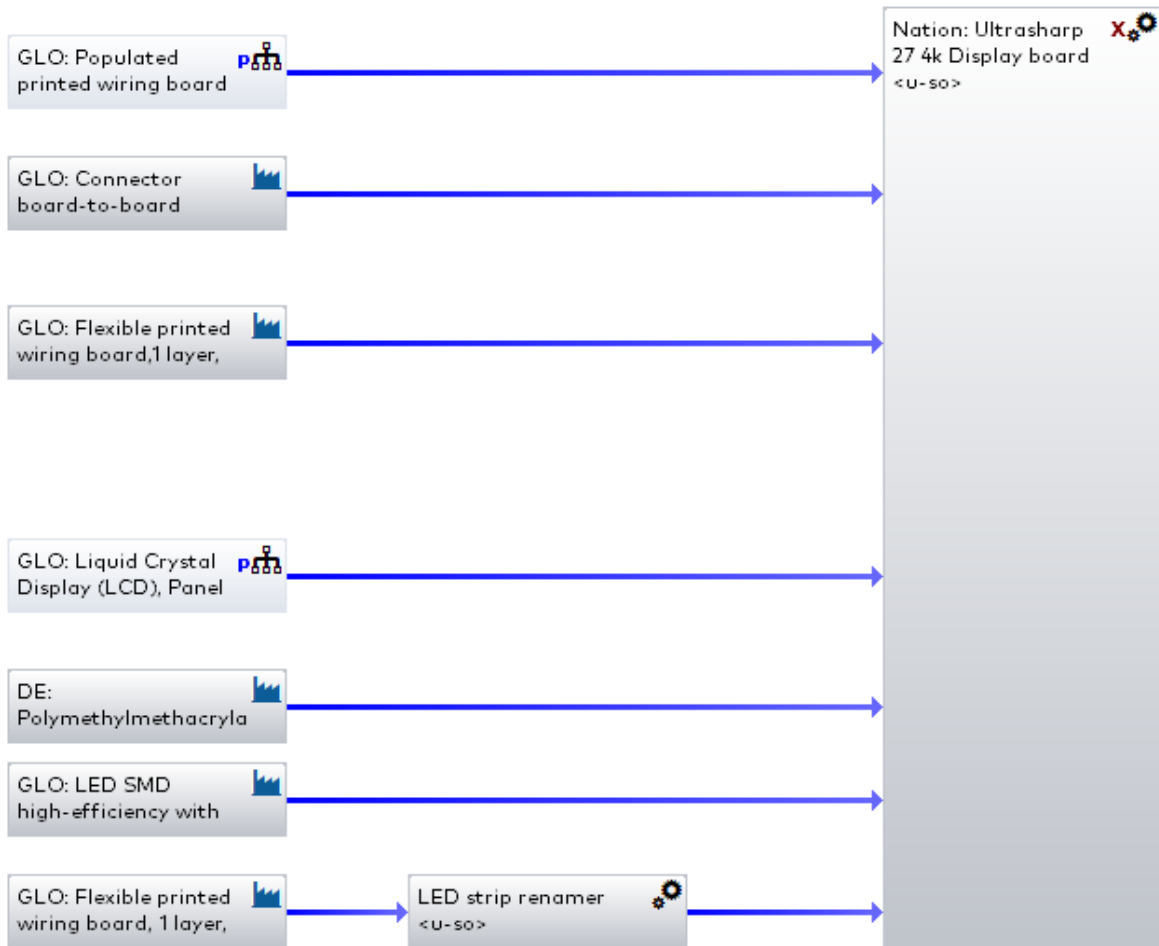 GLO: Populated
printed wiring board
p
GLO: Connector
board-to-board
GLO: Flexible printed
wiring board,1 layer,
GLO: Liquid Crystal
Display (LCD), Panel
p
DE:
Polymethylmethacryla
GLO: LED SMD
high-efficiency with
GLO: Flexible printed
wiring board, 1 layer,
LED strip renamer
<u-so>
Nation: Ultrasharp
27 4k Display board
<u-so>
X